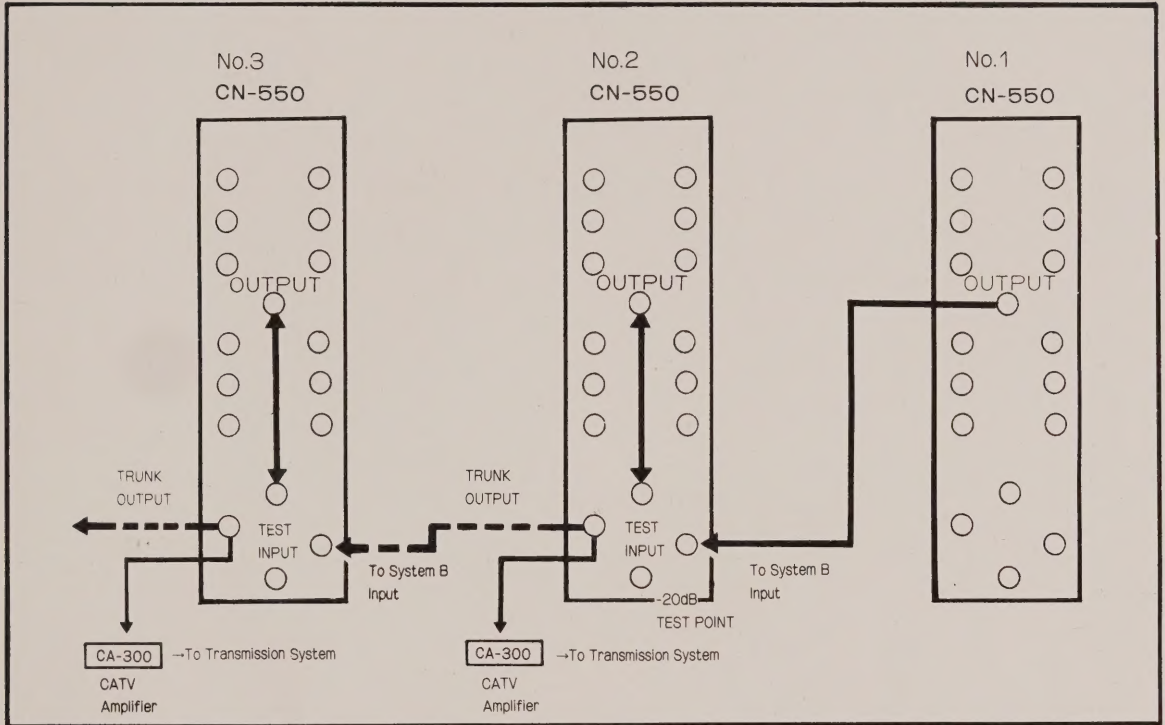 No.3
CN-550
No.2
CN-550
No.1
CN-550
OUTPUT
OUTPUT
OUTPUT
TRUNK
OUTPUT
TEST
INPUT
To System B
Input
TRUNK
OUTPUT
TEST
INPUT
-20dB
TEST POINT
To System B
Input
CA-300 →To Transmission System
CATV
Amplifier
CA-300 →To Transmission System
CATV
Amplifier